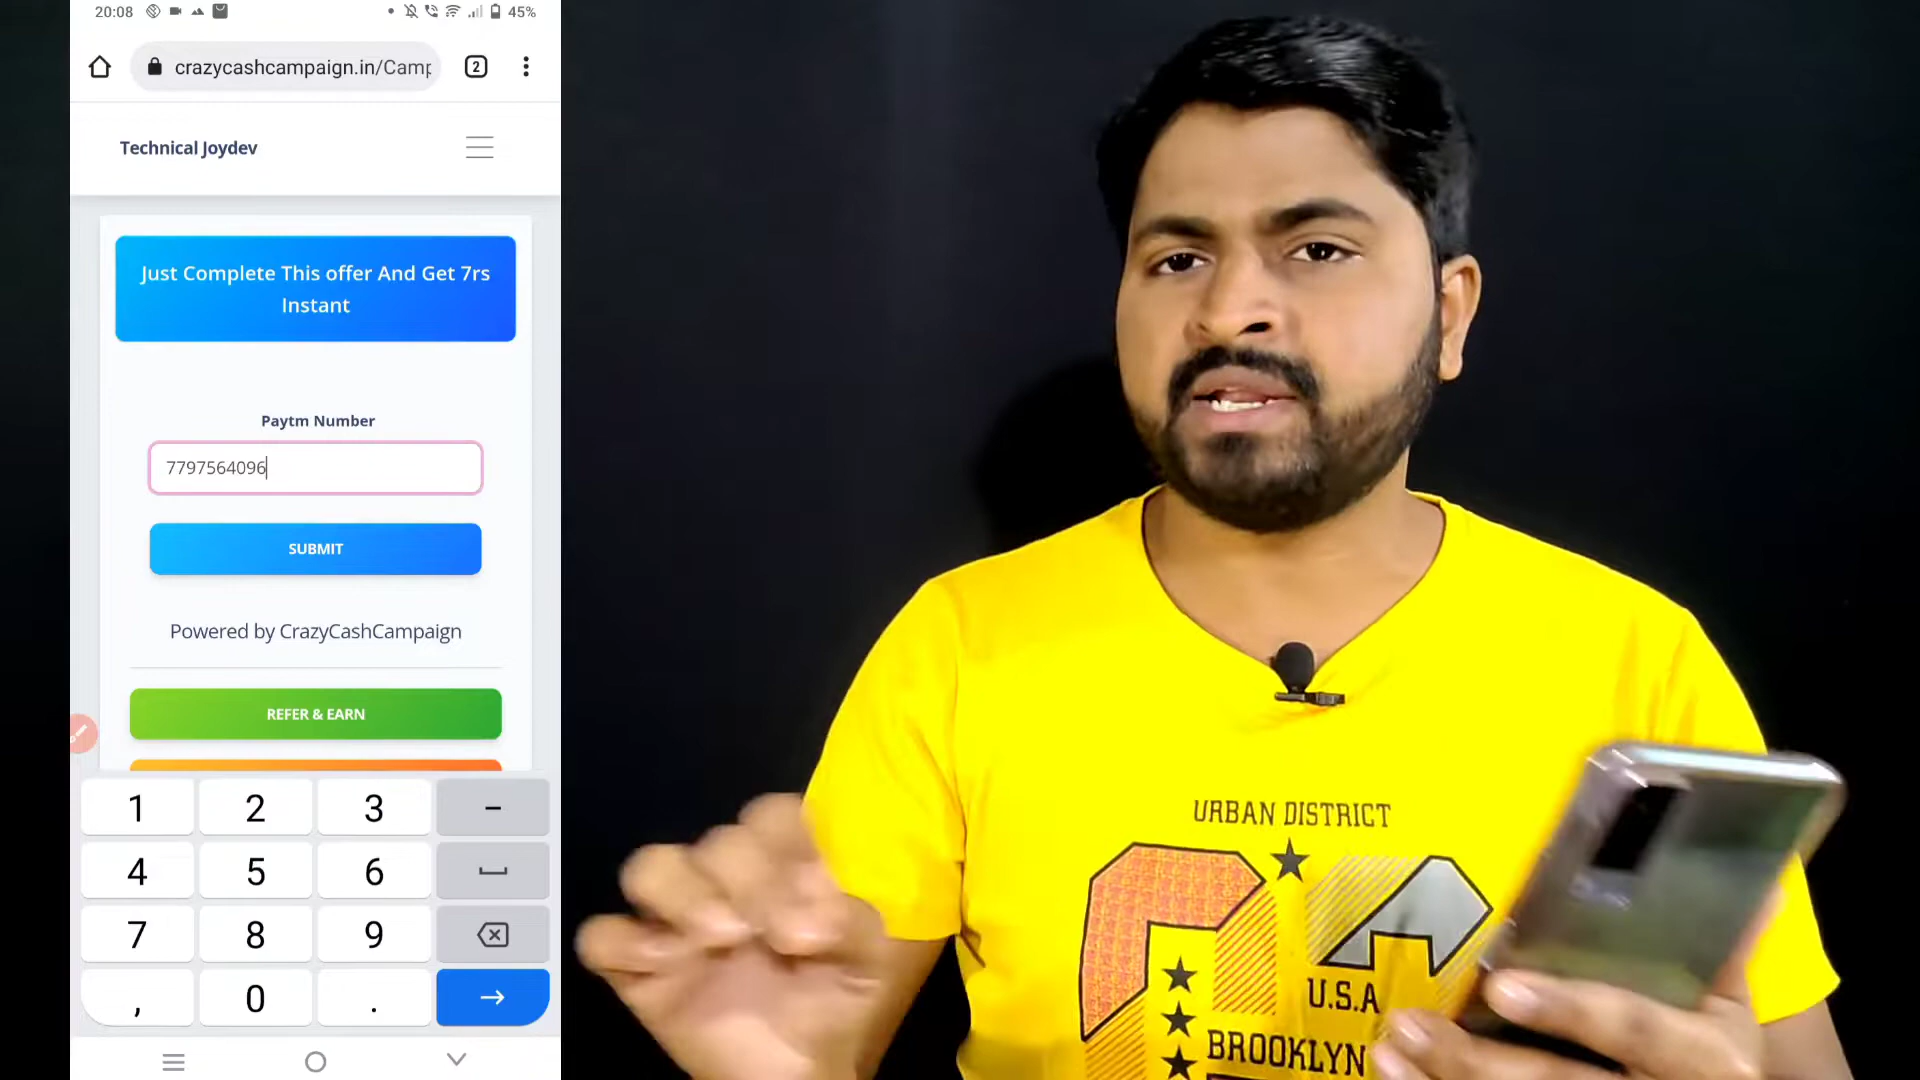 20:08
45%
crazycashcampaign.in/Camp
2
Technical Joydev
Just Complete This offer And Get 7rs
Instant
Paytm Number
7797564096
SUBMIT
Powered by CrazyCashCampaign
REFER & EARN
1 2 3 -
4 5 6
7 8 9
, 0 .
URBAN DISTRICT
CA
U.S.A
BROOKLYN